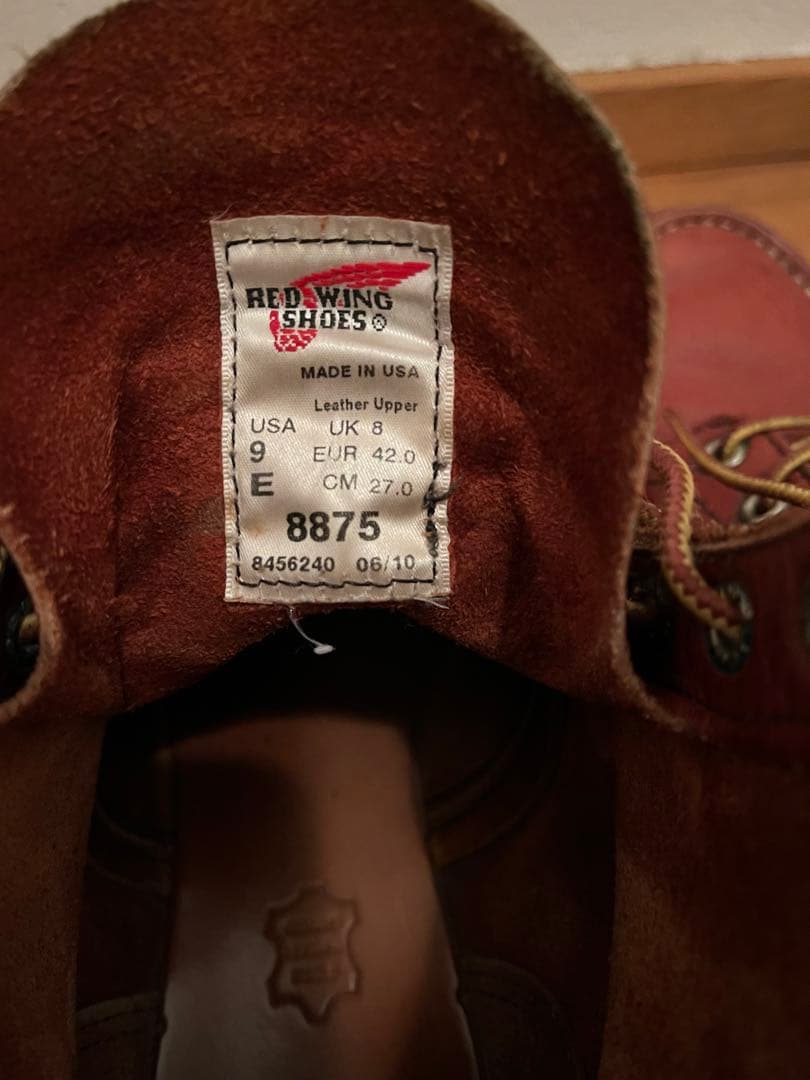 RED WING
SHOES®
MADE IN USA
Leather Upper
USA UK 8
9 EUR 42.0
E CM 27.0
8875
8456240 06/10